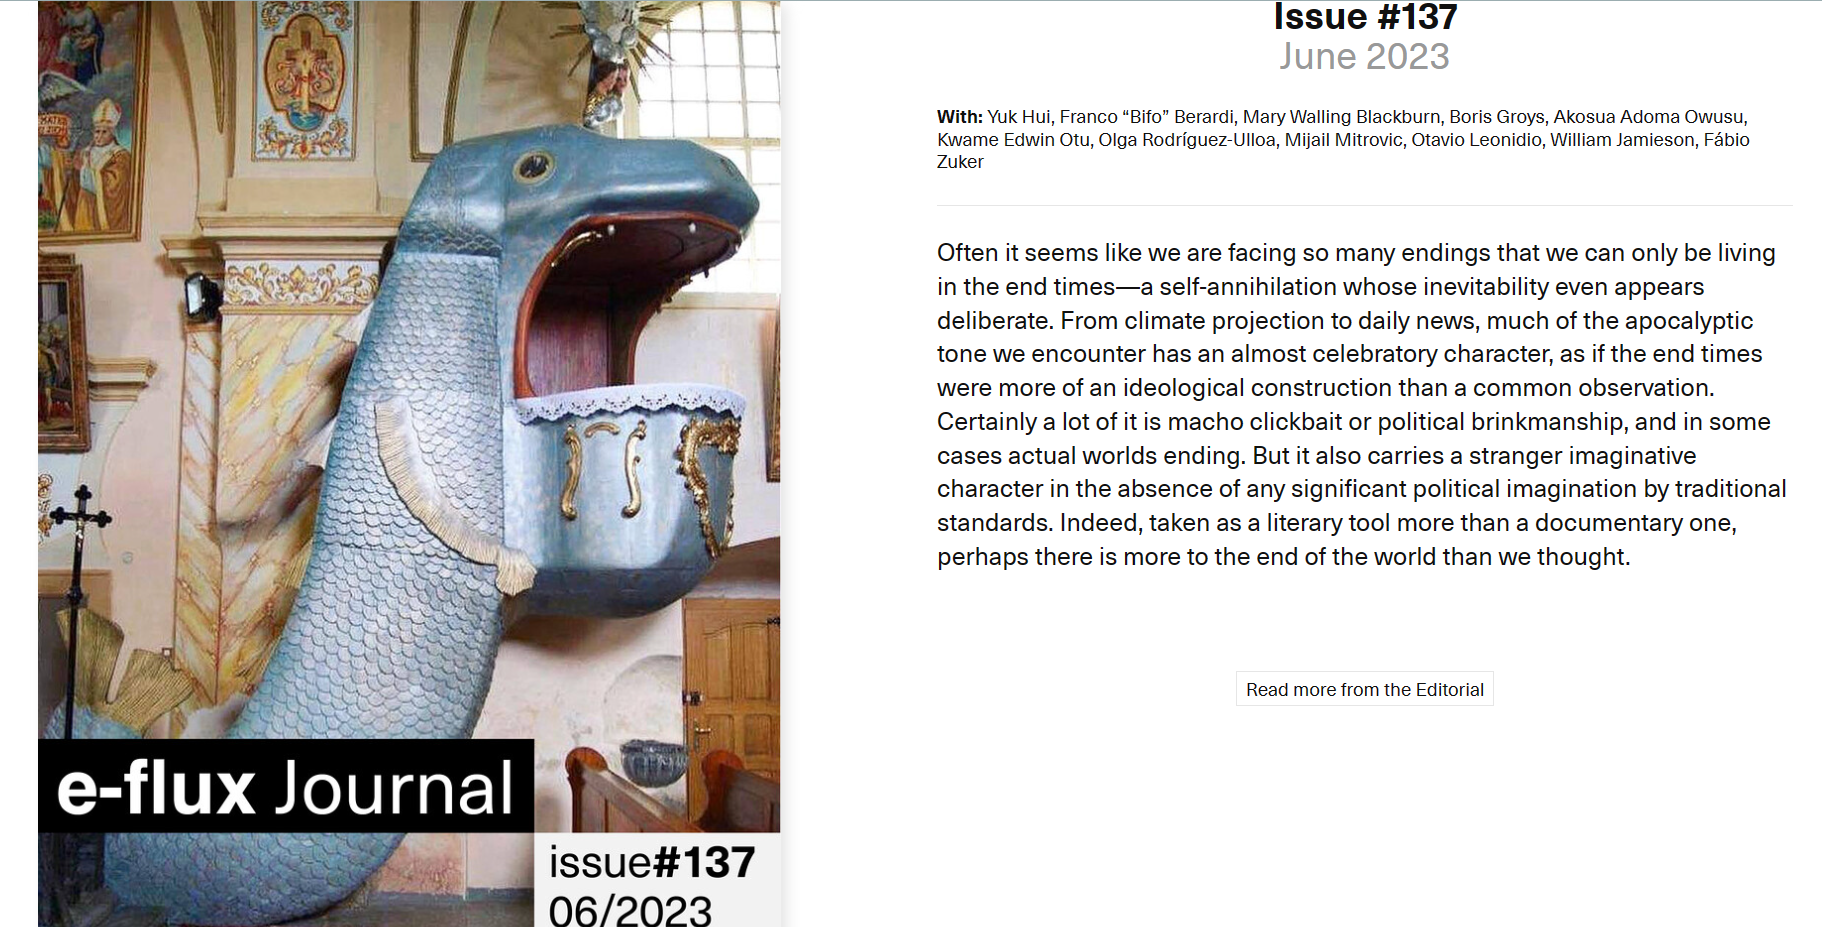 Issue #137
June 2023
With: Yuk Hui, Franco “Bifo” Berardi, Mary Walling Blackburn, Boris Groys, Akosua Adoma Owusu,
Kwame Edwin Otu, Olga Rodríguez-Ulloa, Mijail Mitrovic, Otavio Leonidio, William Jamieson, Fábio
Zuker
Often it seems like we are facing so many endings that we can only be living
in the end times—a self-annihilation whose inevitability even appears
deliberate. From climate projection to daily news, much of the apocalyptic
tone we encounter has an almost celebratory character, as if the end times
were more of an ideological construction than a common observation.
Certainly a lot of it is macho clickbait or political brinkmanship, and in some
cases actual worlds ending. But it also carries a stranger imaginative
character in the absence of any significant political imagination by traditional
standards. Indeed, taken as a literary tool more than a documentary one,
perhaps there is more to the end of the world than we thought.
Read more from the Editorial
e-flux Journal
issue#137
06/2023